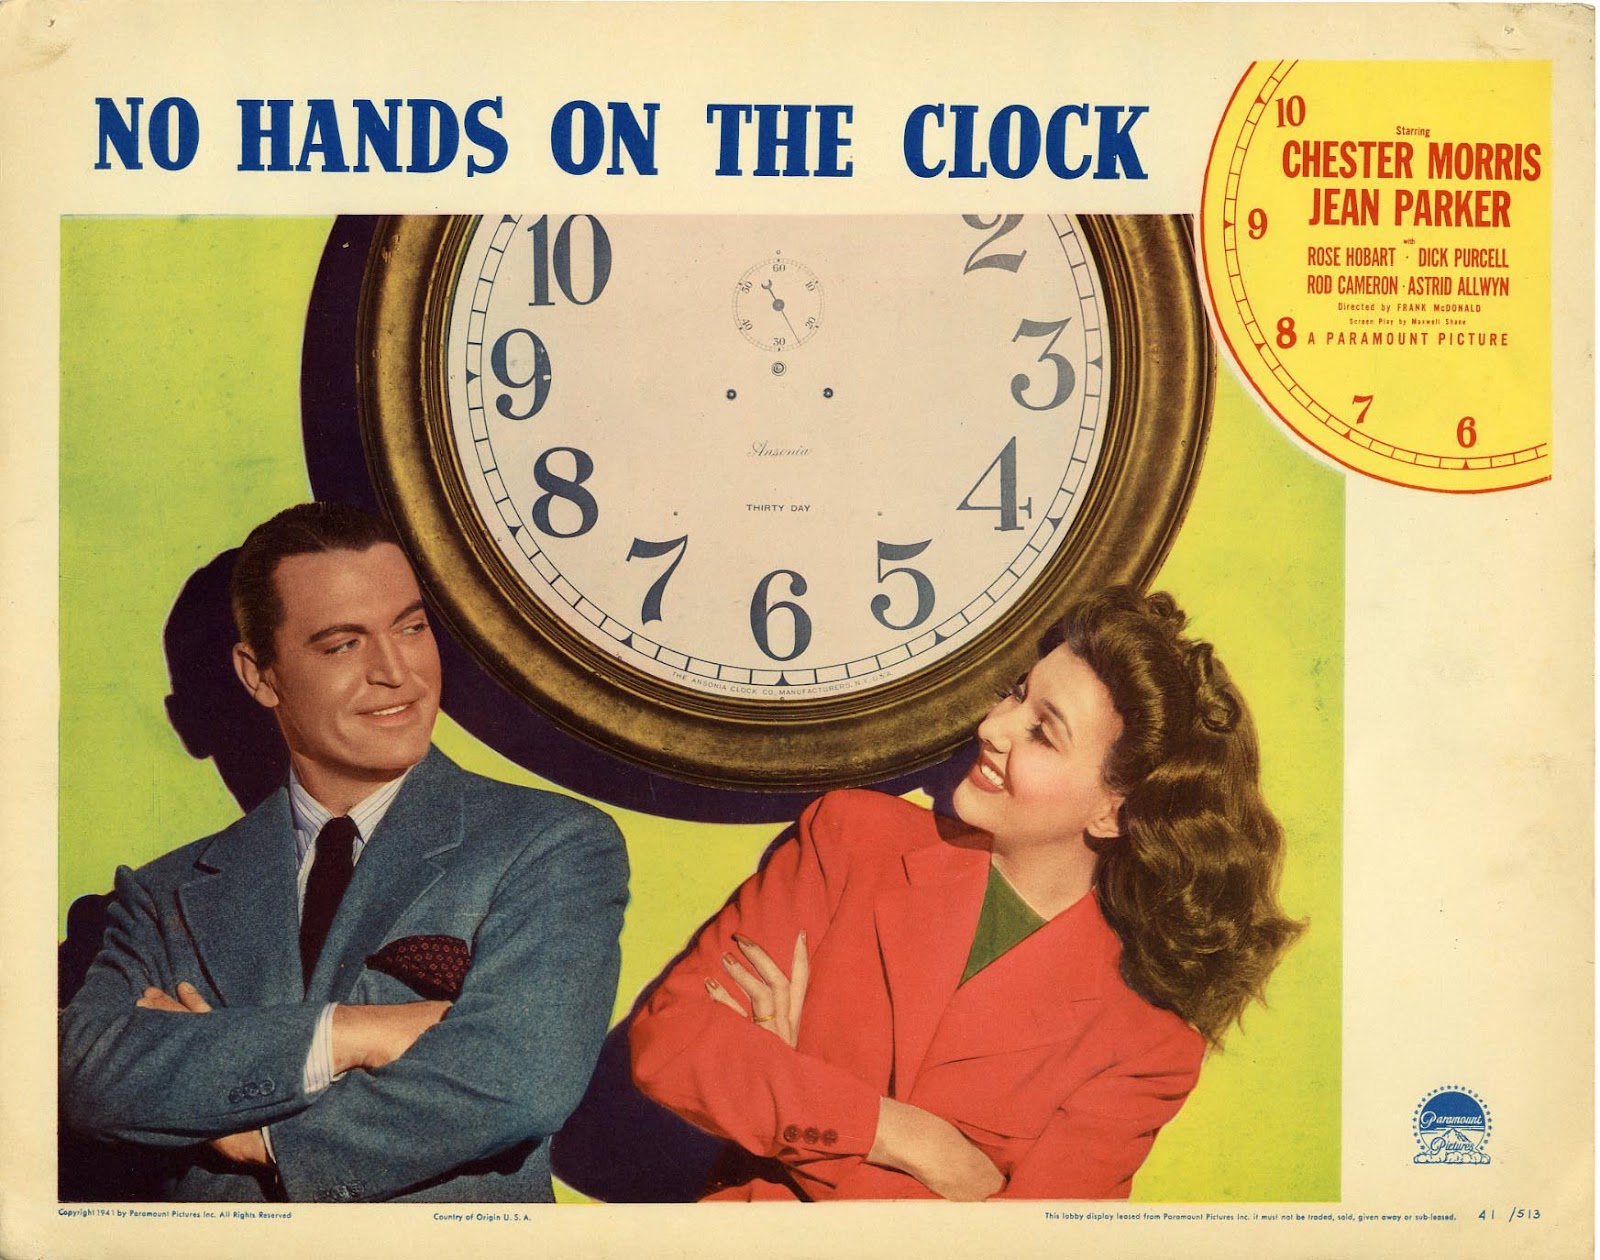 NO HANDS ON THE CLOCK
Starring
CHESTER MORRIS
JEAN PARKER
with
ROSE HOBART · DICK PURCELL
ROD CAMERON · ASTRID ALLWYN
Directed by FRANK McDONALD
Screen Play by Maxwell Shane
A PARAMOUNT PICTURE
10
9
8
7
6
10
2
60
50
10
40
20
30
9
3
Ansonia
8
4
THIRTY DAY
7
5
6
THE ANSONIA CLOCK CO. MANUFACTURERS. N.Y. U.S.A.
Paramount
Pictures
Copyright 1941 by Paramount Pictures Inc. All Rights Reserved
Country of Origin U. S. A.
This lobby display leased from Paramount Pictures Inc. it must not be traded, sold, given away or sub-leased.
41 /513